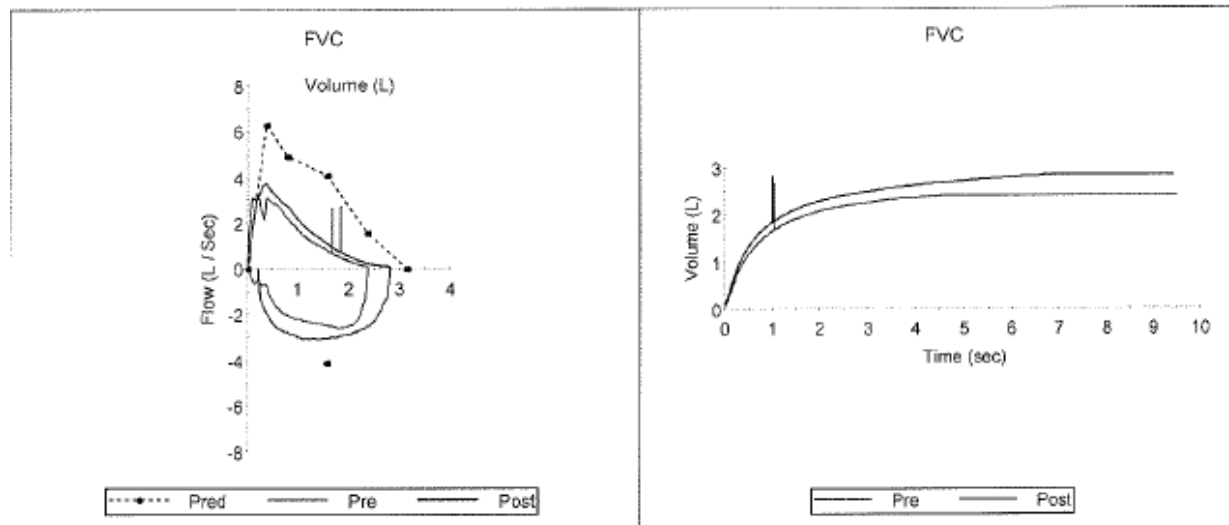 FVC
Volume (L)
8
6
4
2
0
-2
-4
-6
-8
1 2 3 4
Flow (L / Sec)
Pred Pre Post
FVC
3
2
1
0
Volume (L)
0 1 2 3 4 5 6 7 8 9 10
Time (sec)
Pre Post